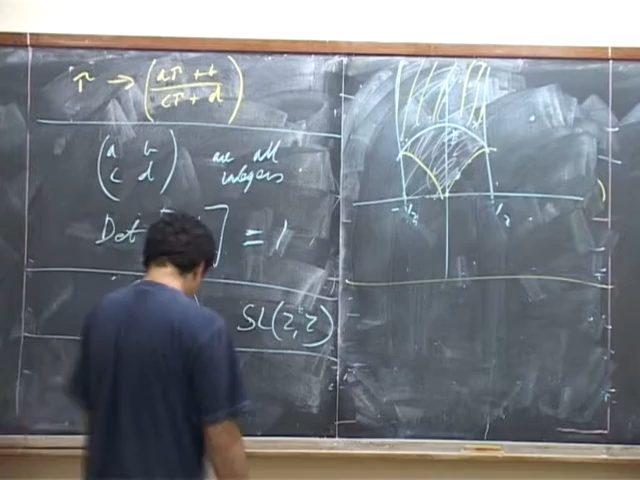 τ → ( aτ + b / cτ + d )
( a b
c d ) are all
integers
Det [ ] = 1
SL(2, Z)
-1/2 1/2